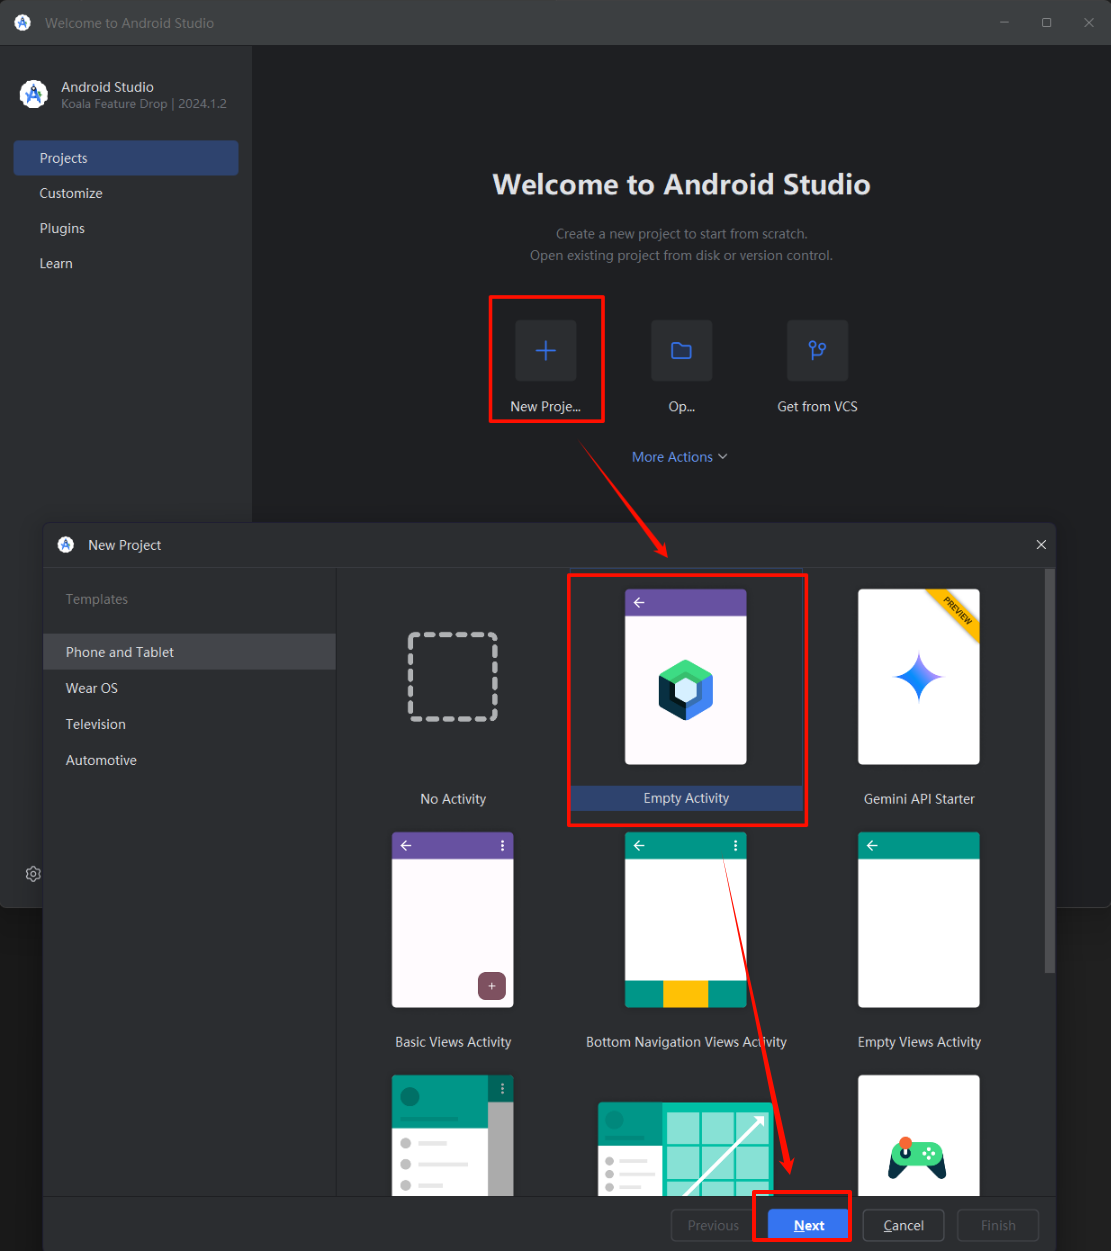 Welcome to Android Studio
Android Studio
Koala Feature Drop | 2024.1.2
Projects
Customize
Plugins
Learn
Welcome to Android Studio
Create a new project to start from scratch.
Open existing project from disk or version control.
New Proje...
Op...
Get from VCS
More Actions
New Project
Templates
Phone and Tablet
Wear OS
Television
Automotive
PREVIEW
No Activity
Empty Activity
Gemini API Starter
Basic Views Activity
Bottom Navigation Views Activity
Empty Views Activity
Previous
Next
Cancel
Finish